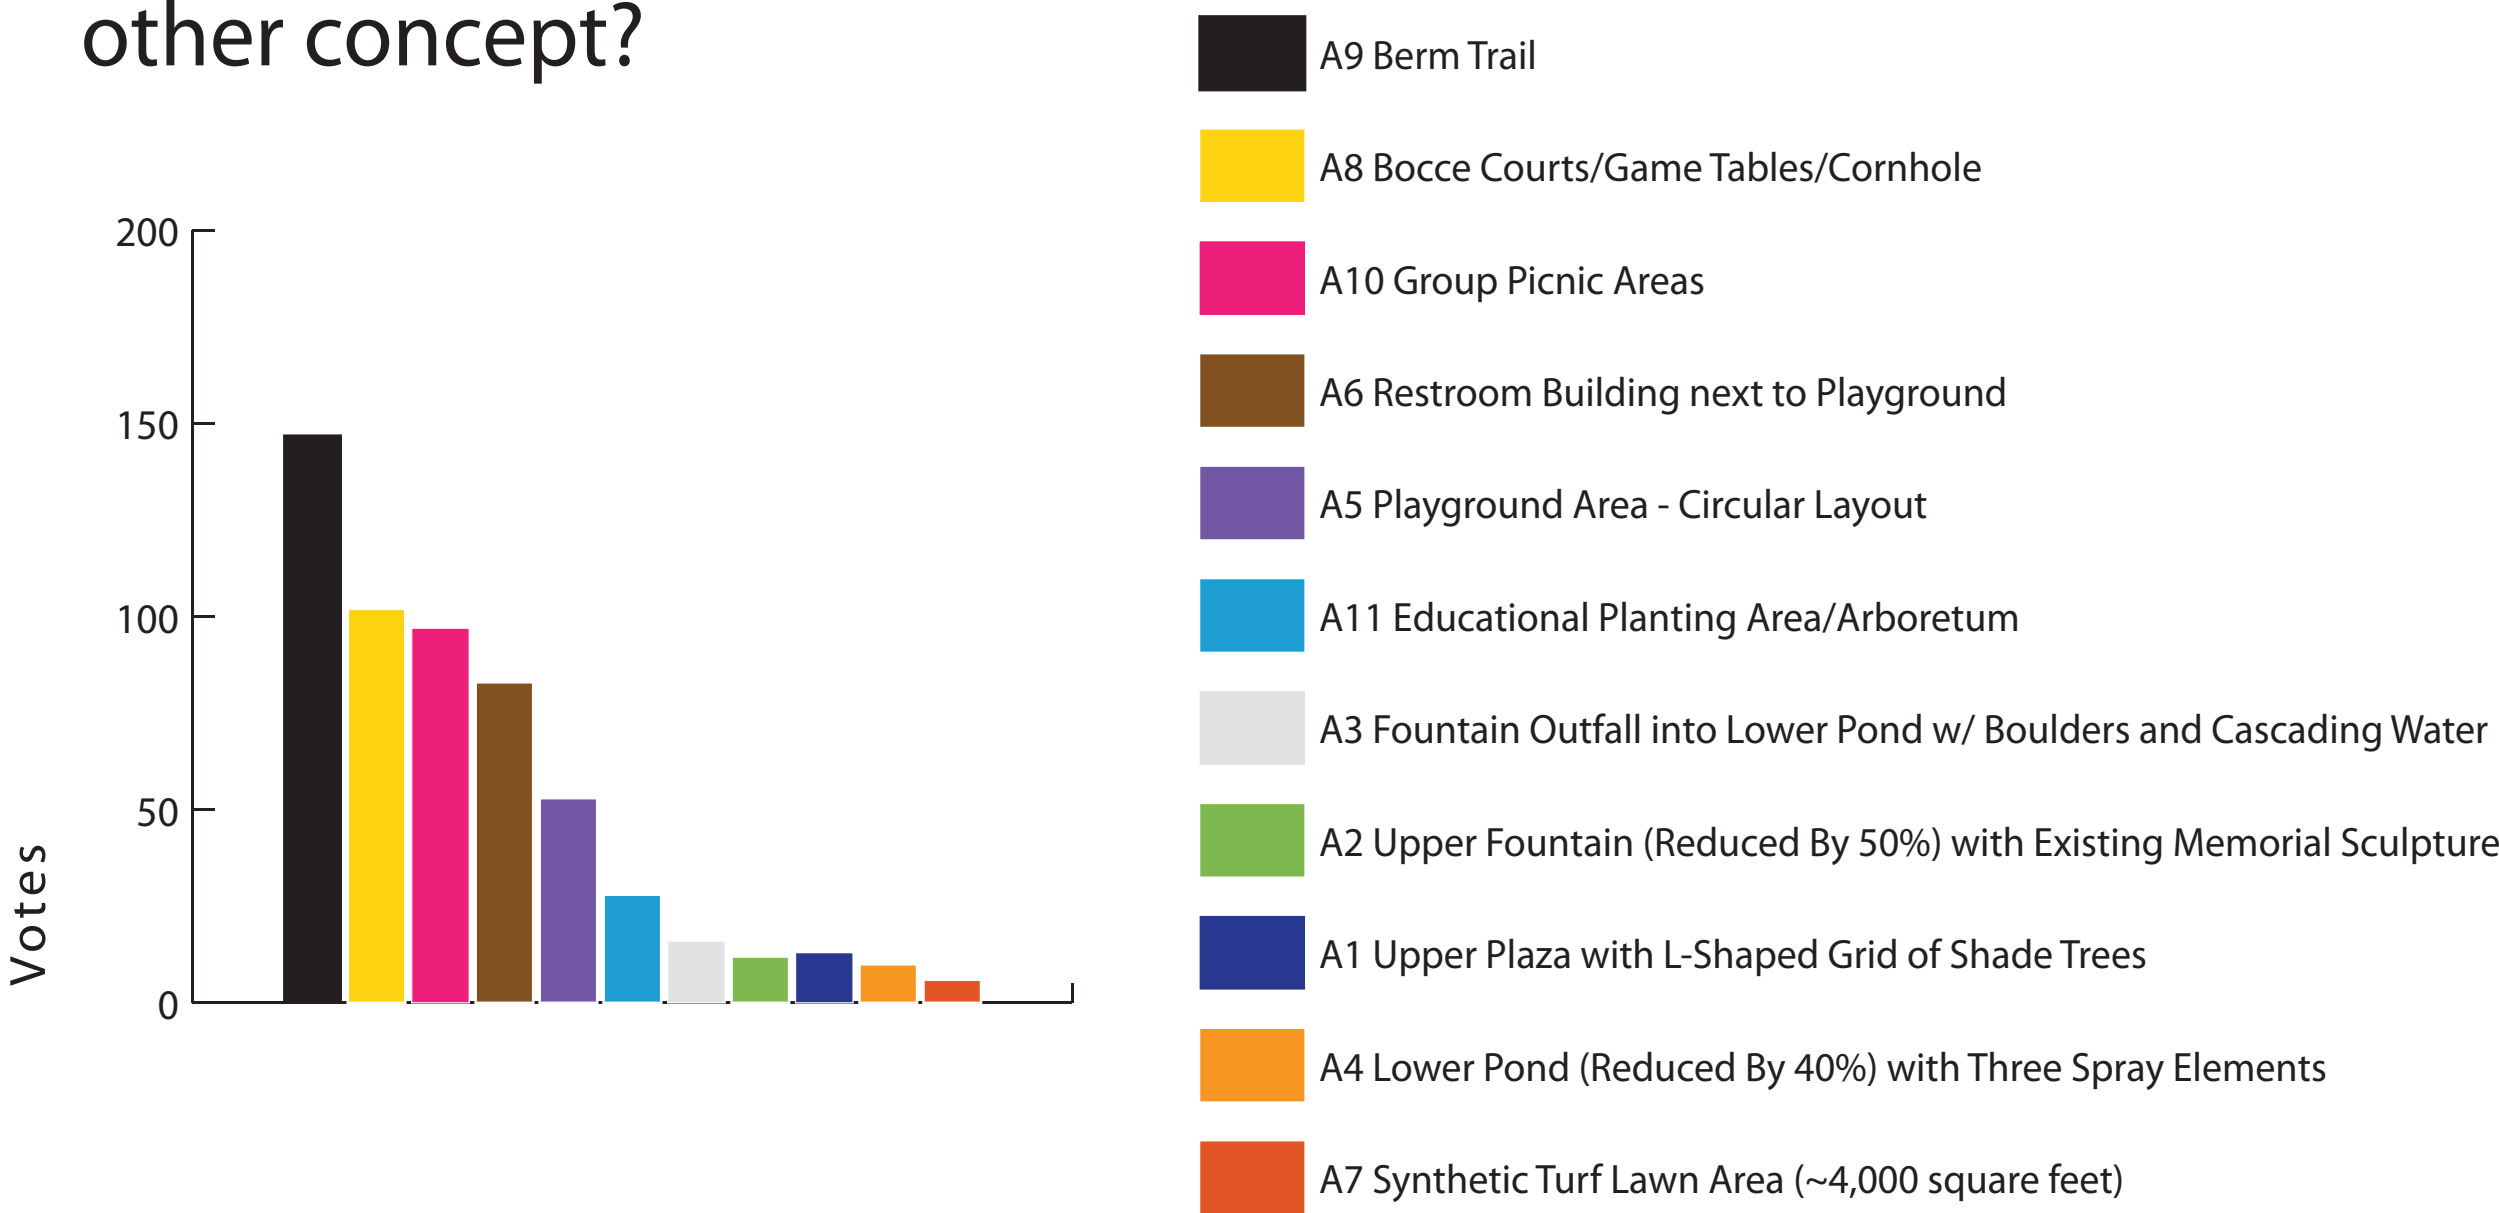 other concept?
200
150
100
50
0
Votes
A9 Berm Trail
A8 Bocce Courts/Game Tables/Cornhole
A10 Group Picnic Areas
A6 Restroom Building next to Playground
A5 Playground Area - Circular Layout
A11 Educational Planting Area/Arboretum
A3 Fountain Outfall into Lower Pond w/ Boulders and Cascading Water
A2 Upper Fountain (Reduced By 50%) with Existing Memorial Sculpture
A1 Upper Plaza with L-Shaped Grid of Shade Trees
A4 Lower Pond (Reduced By 40%) with Three Spray Elements
A7 Synthetic Turf Lawn Area (~4,000 square feet)